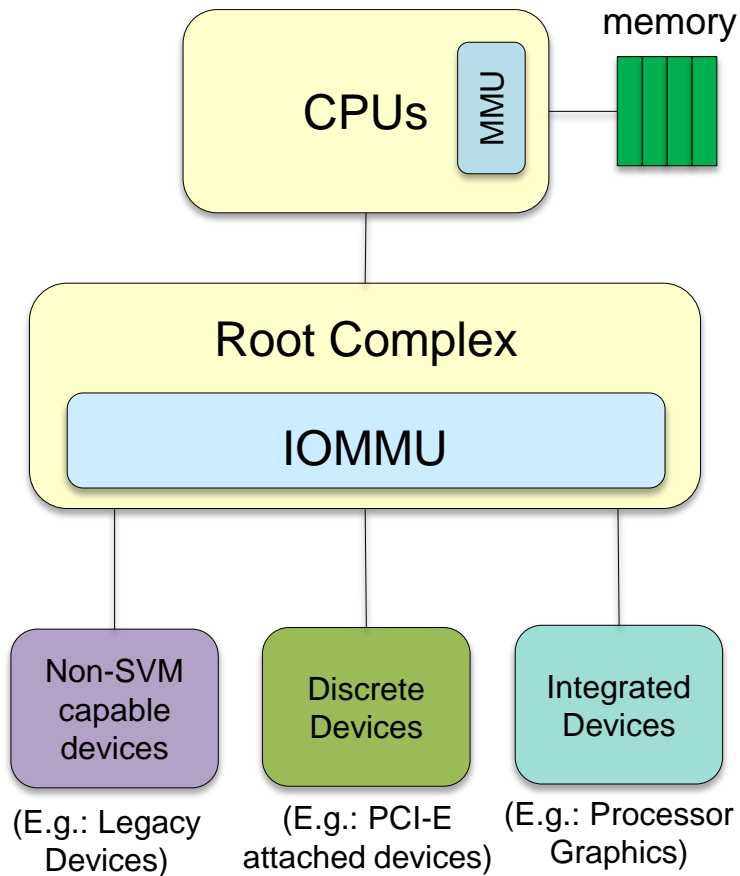 memory
CPUs
MMU
Root Complex
IOMMU
Non-SVM
capable
devices
Discrete
Devices
Integrated
Devices
(E.g.: Legacy
Devices)
(E.g.: PCI-E
attached devices)
(E.g.: Processor
Graphics)